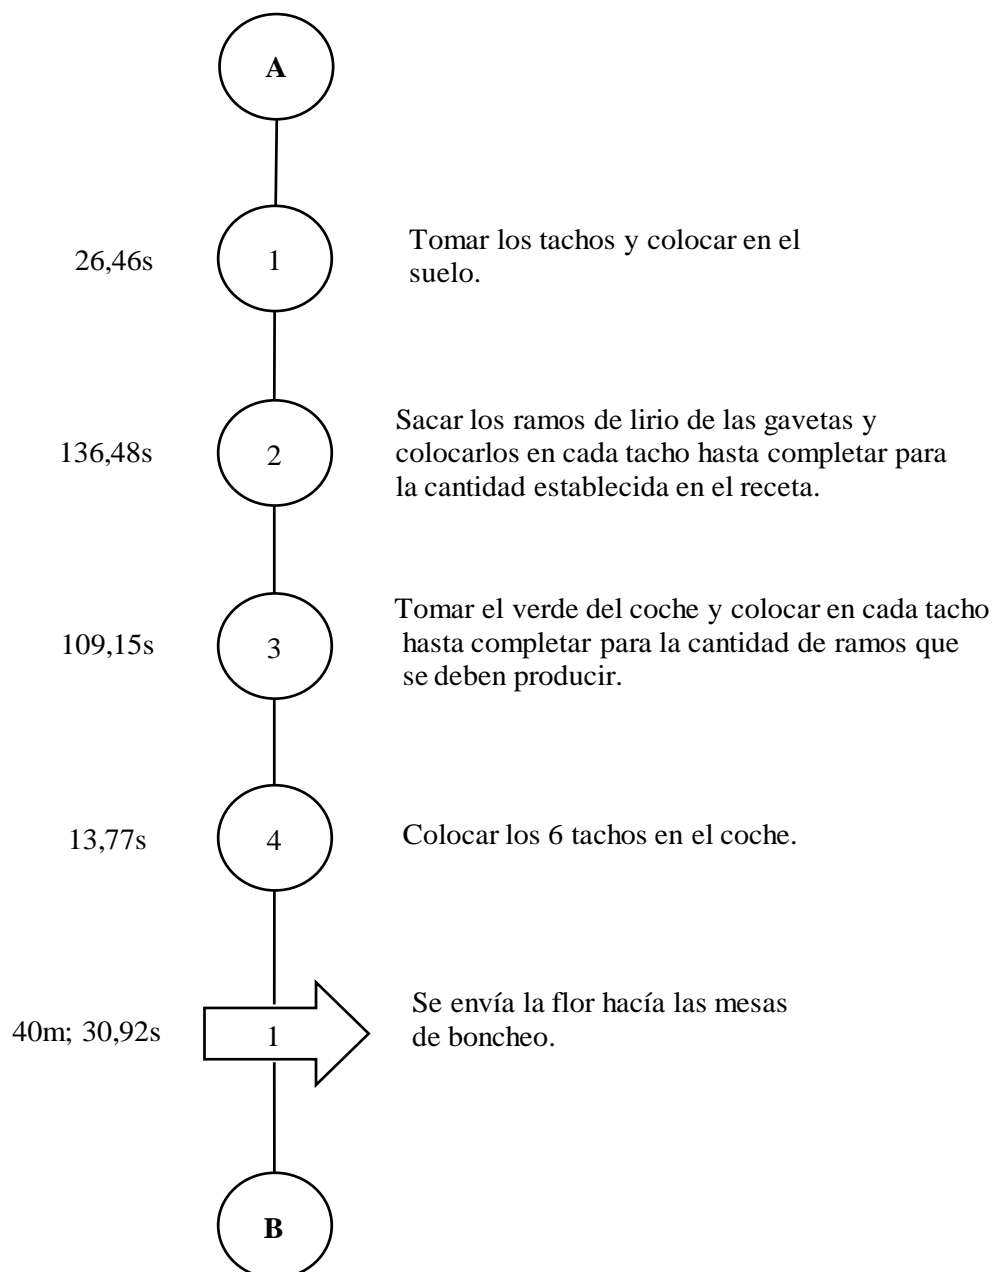 A
26,46s
1
Tomar los tachos y colocar en el
suelo.
136,48s
2
Sacar los ramos de lirio de las gavetas y
colocarlos en cada tacho hasta completar para
la cantidad establecida en el receta.
109,15s
3
Tomar el verde del coche y colocar en cada tacho
hasta completar para la cantidad de ramos que
se deben producir.
13,77s
4
Colocar los 6 tachos en el coche.
40m; 30,92s
1
Se envía la flor hacía las mesas
de boncheo.
B